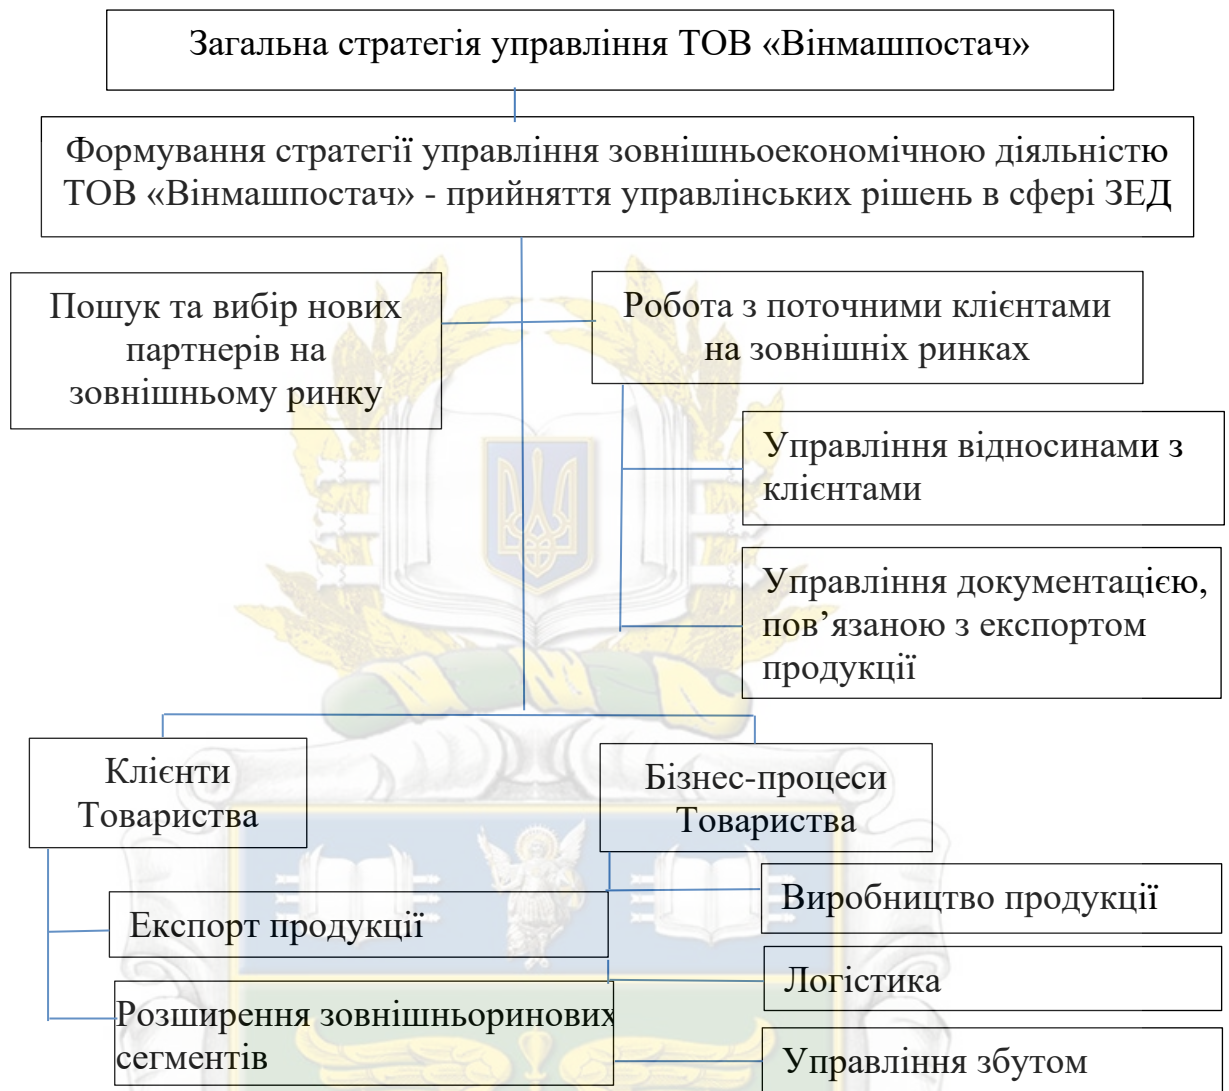 Загальна стратегія управління ТОВ «Вінмашпостач»
Формування стратегії управління зовнішньоекономічною діяльністю
ТОВ «Вінмашпостач» - прийняття управлінських рішень в сфері ЗЕД
Пошук та вибір нових
партнерів на
зовнішньому ринку
Робота з поточними клієнтами
на зовнішніх ринках
Управління відносинами з
клієнтами
Управління документацією,
пов’язаною з експортом
продукції
Клієнти
Товариства
Бізнес-процеси
Товариства
Експорт продукції
Розширення зовнішньоринових
сегментів
Виробництво продукції
Логістика
Управління збутом